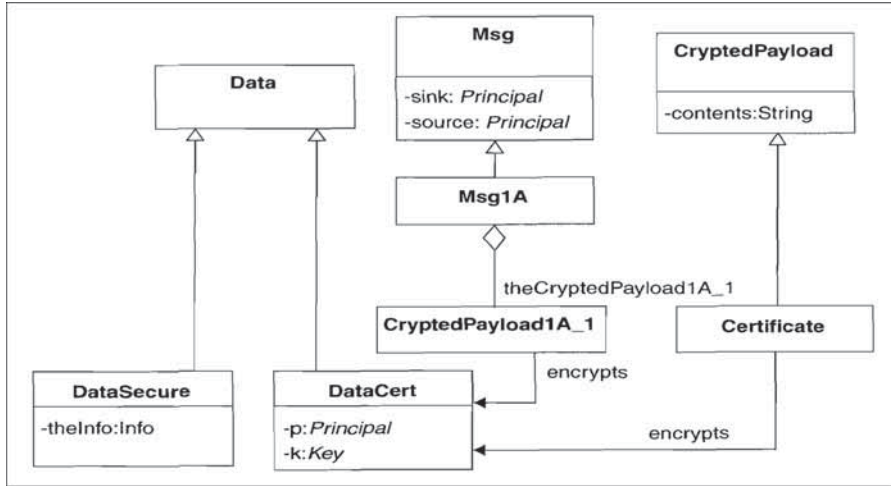 Msg
-sink: Principal
-source: Principal
CryptedPayload
-contents:String
Data
Msg1A
theCryptedPayload1A_1
CryptedPayload1A_1
Certificate
encrypts
DataSecure
-theInfo:Info
DataCert
-p:Principal
-k:Key
encrypts